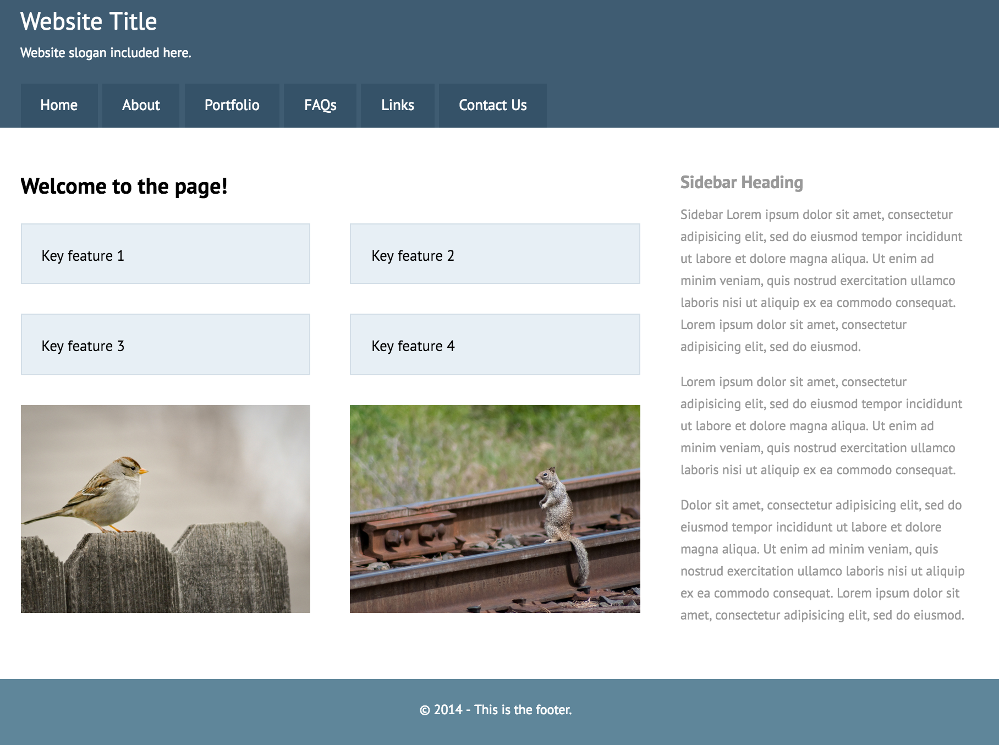 Website Title
Website slogan included here.
Home About Portfolio FAQs Links Contact Us
Welcome to the page!
Key feature 1
Key feature 2
Key feature 3
Key feature 4
Sidebar Heading
Sidebar Lorem ipsum dolor sit amet, consectetur
adipisicing elit, sed do eiusmod tempor incididunt
ut labore et dolore magna aliqua. Ut enim ad
minim veniam, quis nostrud exercitation ullamco
laboris nisi ut aliquip ex ea commodo consequat.
Lorem ipsum dolor sit amet, consectetur
adipisicing elit, sed do eiusmod.
Lorem ipsum dolor sit amet, consectetur
adipisicing elit, sed do eiusmod tempor incididunt
ut labore et dolore magna aliqua. Ut enim ad
minim veniam, quis nostrud exercitation ullamco
laboris nisi ut aliquip ex ea commodo consequat.
Dolor sit amet, consectetur adipisicing elit, sed do
eiusmod tempor incididunt ut labore et dolore
magna aliqua. Ut enim ad minim veniam, quis
nostrud exercitation ullamco laboris nisi ut aliquip
ex ea commodo consequat. Lorem ipsum dolor sit
amet, consectetur adipisicing elit, sed do eiusmod.
© 2014 - This is the footer.